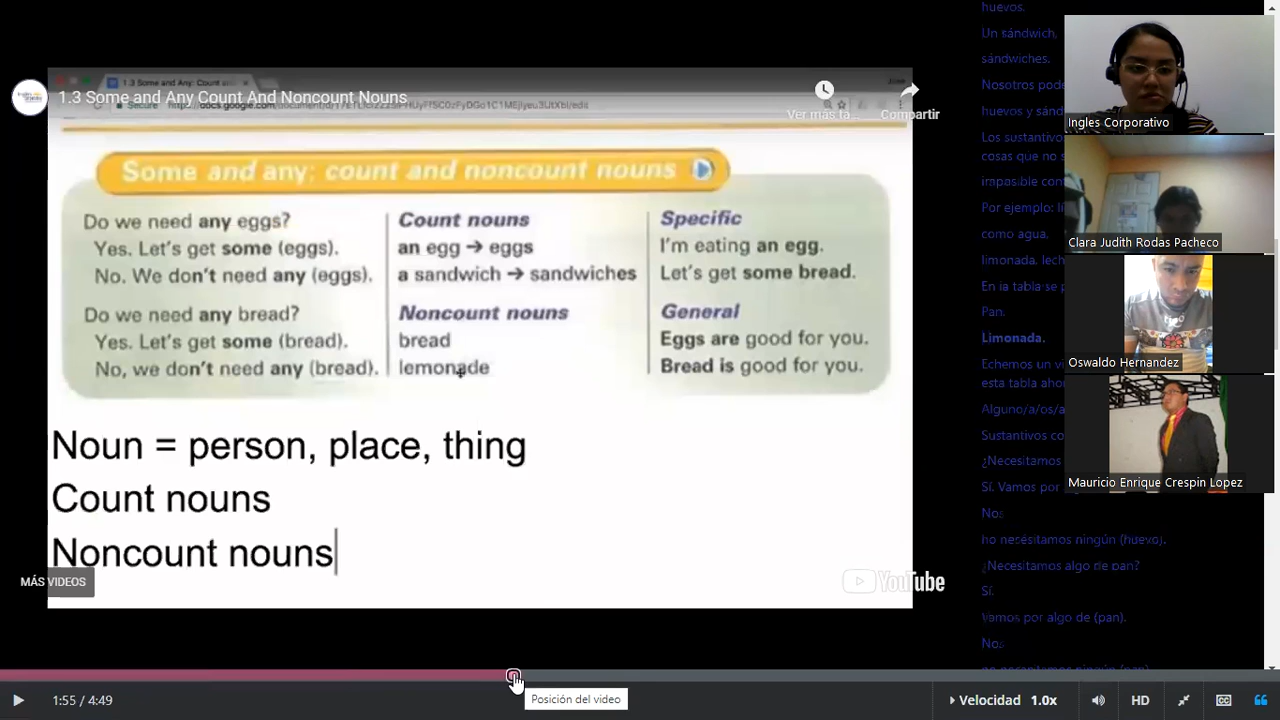 1.3 Some and Any Count And Noncount Nouns
Ver más ta...
Compartir
Some and any; count and noncount nouns
Do we need any eggs?
Yes. Let's get some (eggs).
No. We don't need any (eggs).
Do we need any bread?
Yes. Let's get some (bread).
No, we don't need any (bread).
Count nouns
an egg → eggs
a sandwich → sandwiches
Noncount nouns
bread
lemonade
Specific
I'm eating an egg.
Let's get some bread.
General
Eggs are good for you.
Bread is good for you.
Noun = person, place, thing
Count nouns
Noncount nouns
MÁS VIDEOS
YouTube
huevos.
Un sándwich,
sándwiches.
Nosotros pode
huevos y sánd
Los sustantivo
cosas que no s
imposible con
Por ejemplo: lí
como agua,
limonada, lech
En la tabla se p
Pan.
Limonada.
Echemos un vi
esta tabla aho
Alguno/a/os/a
Sustantivos co
¿Necesitamos
Sí. Vamos por
No:
no necesitamos ningún (huevo).
¿Necesitamos algo de pan?
Sí.
Vamos por algo de (pan).
No:
no necesitamos ningún (pan)
Ingles Corporativo
Clara Judith Rodas Pacheco
Oswaldo Hernandez
Mauricio Enrique Crespin Lopez
Posición del video
1:55 / 4:49
Velocidad 1.0x
HD